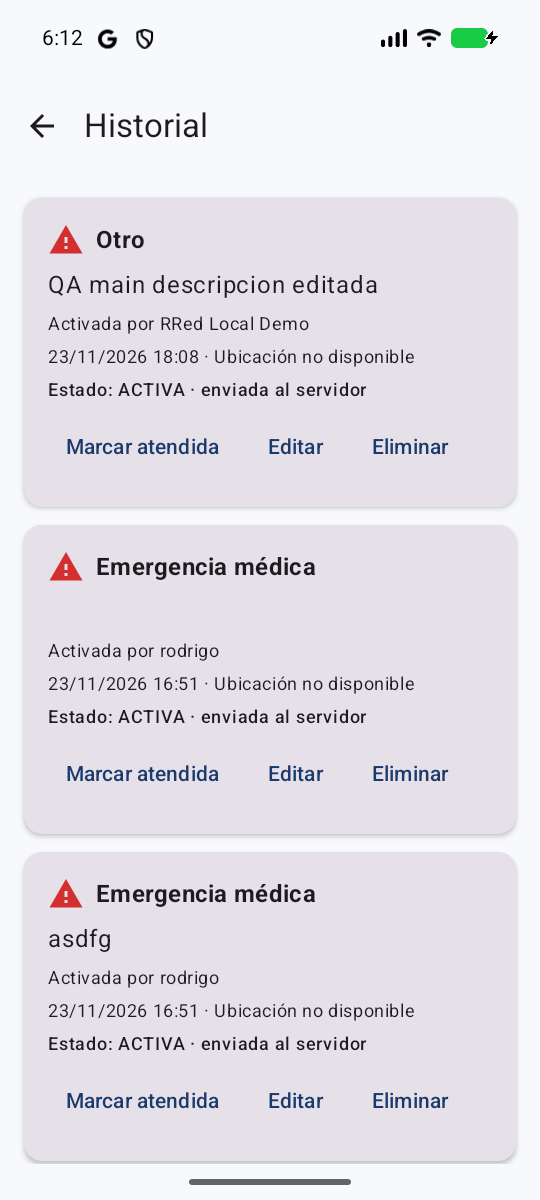 6:12
Historial
Otro
QA main descripcion editada
Activada por RRed Local Demo
23/11/2026 18:08 · Ubicación no disponible
Estado: ACTIVA · enviada al servidor
Marcar atendida Editar Eliminar
Emergencia médica
Activada por rodrigo
23/11/2026 16:51 · Ubicación no disponible
Estado: ACTIVA · enviada al servidor
Marcar atendida Editar Eliminar
Emergencia médica
asdfg
Activada por rodrigo
23/11/2026 16:51 · Ubicación no disponible
Estado: ACTIVA · enviada al servidor
Marcar atendida Editar Eliminar